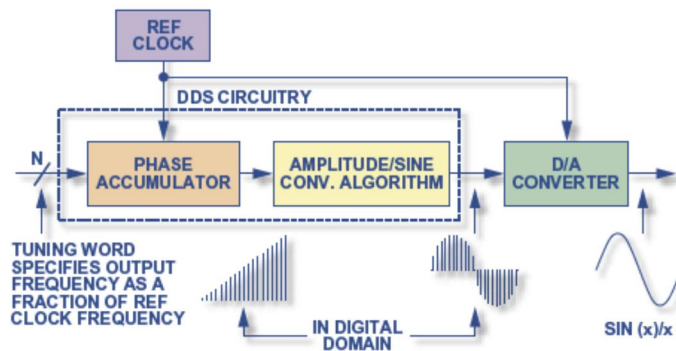 REF
CLOCK
DDS CIRCUITRY
N
PHASE
ACCUMULATOR
AMPLITUDE/SINE
CONV. ALGORITHM
D/A
CONVERTER
TUNING WORD
SPECIFIES OUTPUT
FREQUENCY AS A
FRACTION OF REF
CLOCK FREQUENCY
IN DIGITAL
DOMAIN
SIN (x)/x